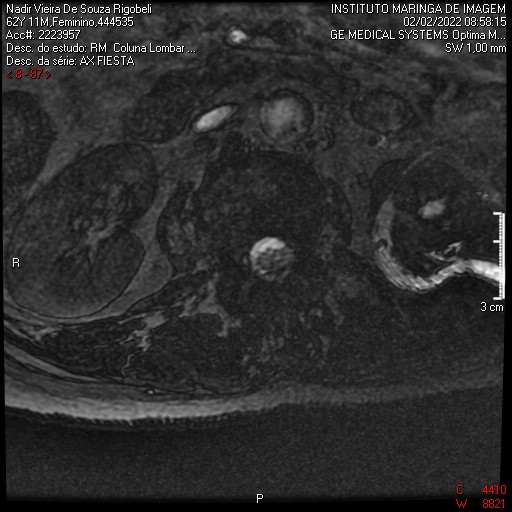 Nadir Vieira De Souza Rigobeli
62Y 11M,Feminino,444535
Acc#: 2223957
Desc. do estudo: RM Coluna Lombar ...
Desc. da série: AX FIESTA
< 8 - 87 >
INSTITUTO MARINGA DE IMAGEM
02/02/2022 08:58:15
GE MEDICAL SYSTEMS Optima M...
SW 1,00 mm
R
3 cm
P
C 4410
W 8821